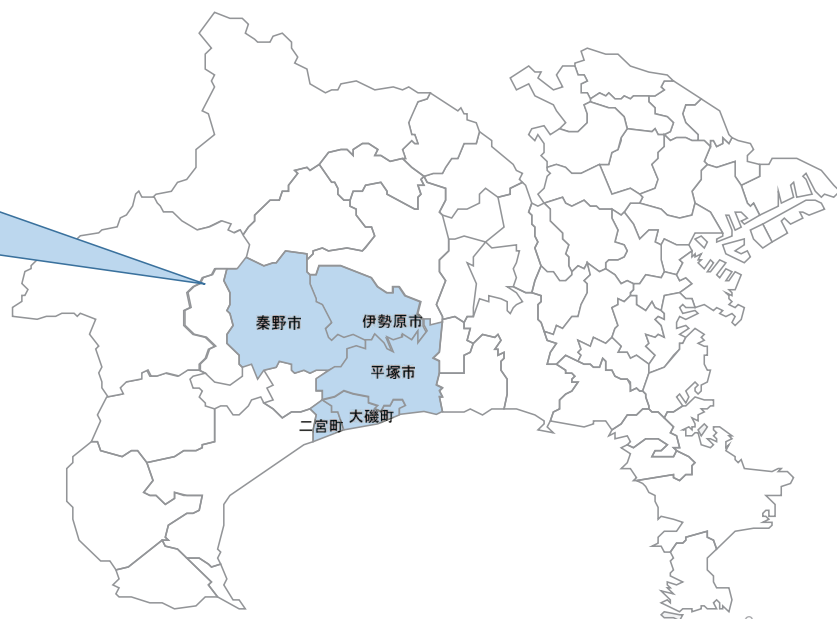 秦野市
伊勢原市
平塚市
大磯町
二宮町